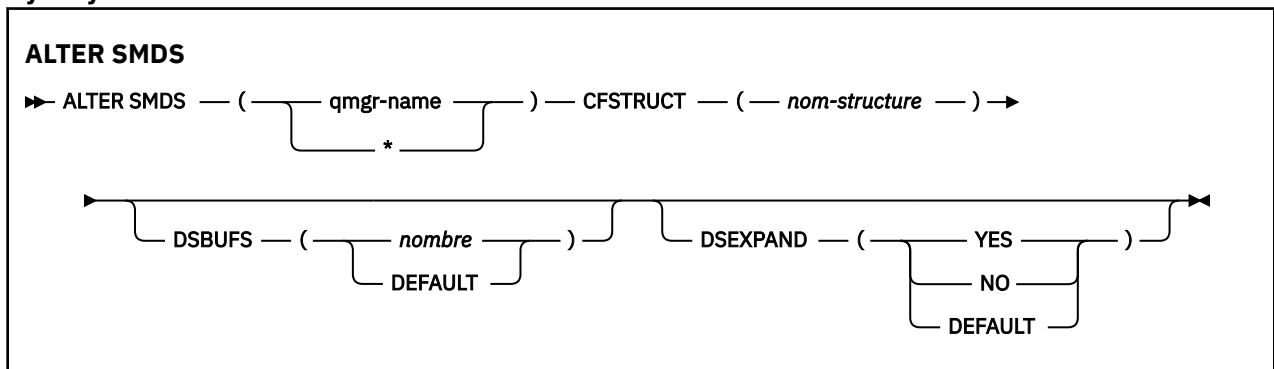 ALTER SMDS
ALTER SMDS ( qmgr-name ) CFSTRUCT ( nom-structure )
*
DSBUFS ( nombre ) DSEXPAND ( YES )
DEFAULT NO
DEFAULT